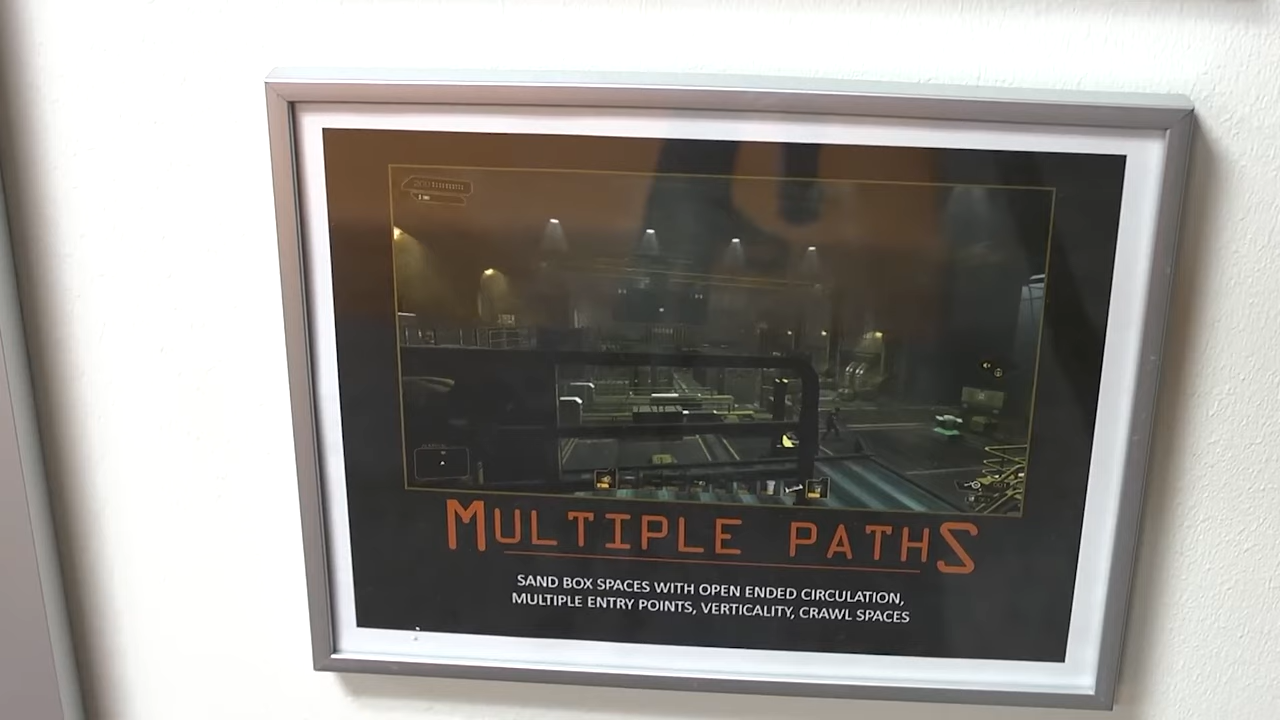 MULTIPLE PATHS
SAND BOX SPACES WITH OPEN ENDED CIRCULATION,
MULTIPLE ENTRY POINTS, VERTICALITY, CRAWL SPACES